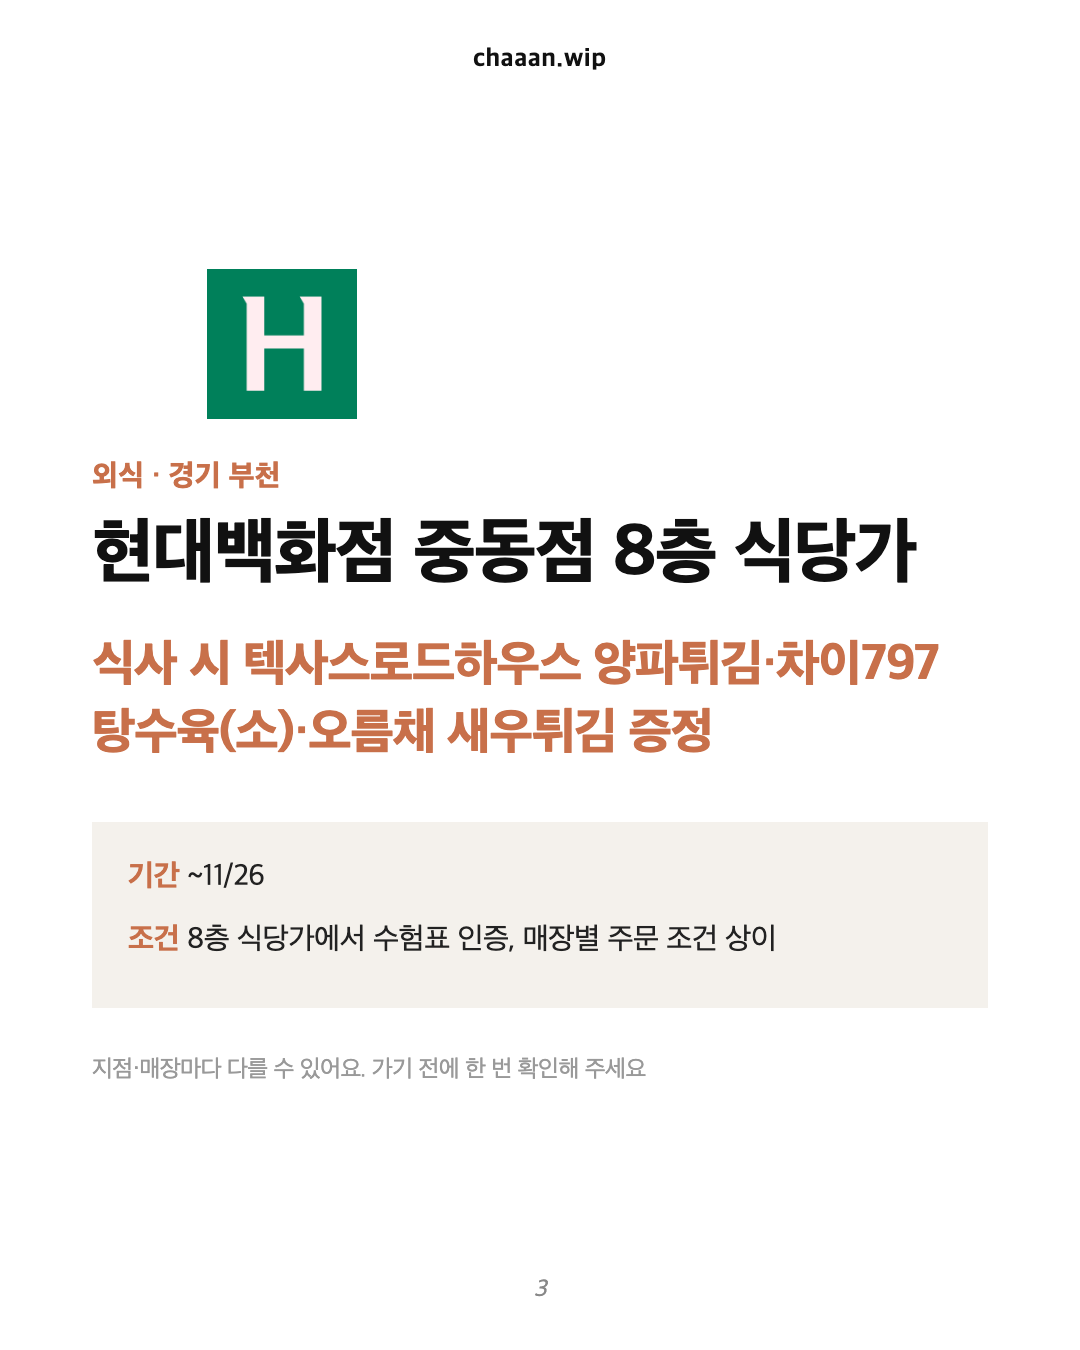 chaaan.wip
H
외식 · 경기 부천
현대백화점 중동점 8층 식당가
식사 시 텍사스로드하우스 양파튀김·차이797
탕수육(소)·오름채 새우튀김 증정
기간 ~11/26
조건 8층 식당가에서 수험표 인증, 매장별 주문 조건 상이
지점·매장마다 다를 수 있어요. 가기 전에 한 번 확인해 주세요
3